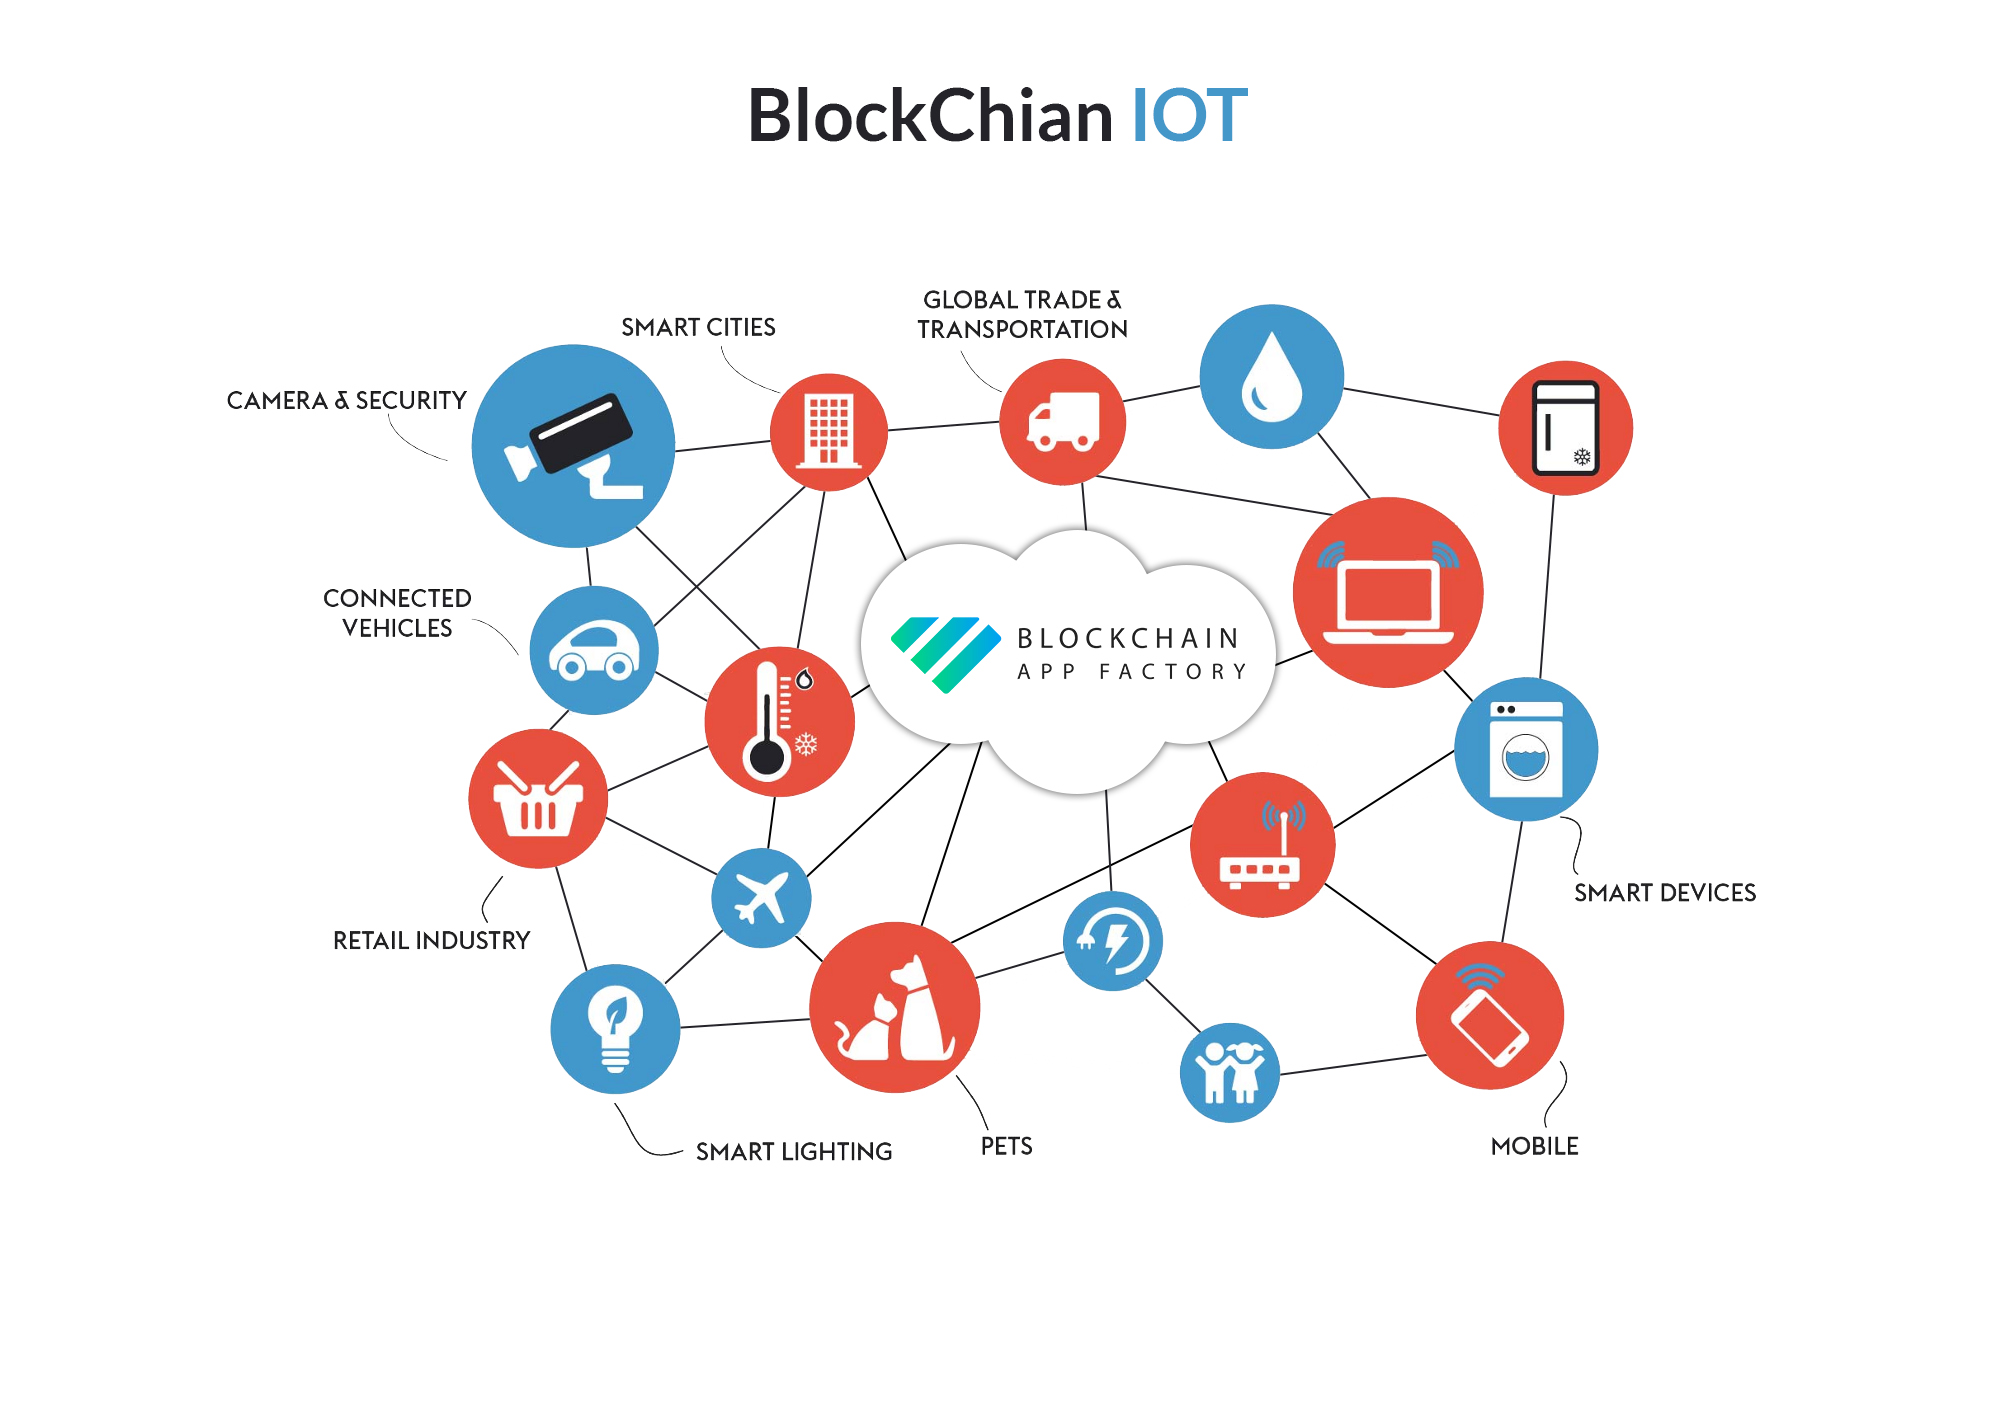 BlockChian IOT
GLOBAL TRADE &
TRANSPORTATION
SMART CITIES
CAMERA & SECURITY
CONNECTED
VEHICLES
BLOCKCHAIN
APP FACTORY
SMART DEVICES
RETAIL INDUSTRY
SMART LIGHTING
PETS
MOBILE